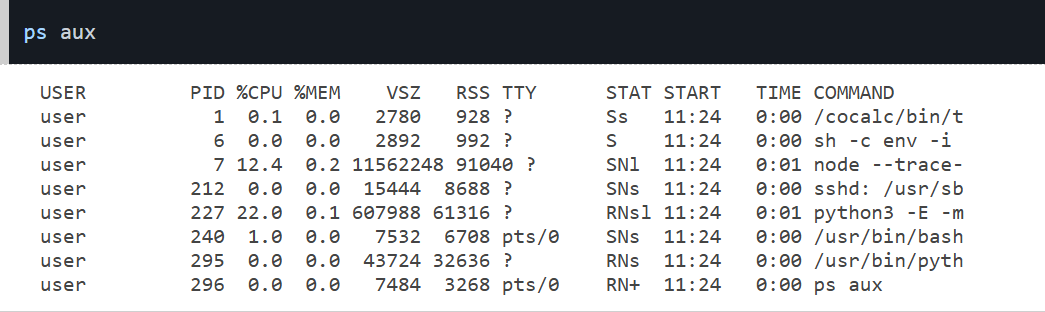 ps aux
USER         PID %CPU %MEM    VSZ   RSS TTY      STAT START   TIME COMMAND
user           1  0.1  0.0   2780   928 ?        Ss   11:24   0:00 /cocalc/bin/t
user           6  0.0  0.0   2892   992 ?        S    11:24   0:00 sh -c env -i
user           7 12.4  0.2 11562248 91040 ?      SNl  11:24   0:01 node --trace-
user         212  0.0  0.0  15444  8688 ?        SNs  11:24   0:00 sshd: /usr/sb
user         227 22.0  0.1 607988 61316 ?        RNsl 11:24   0:01 python3 -E -m
user         240  1.0  0.0   7532  6708 pts/0    SNs  11:24   0:00 /usr/bin/bash
user         295  0.0  0.0  43724 32636 ?        RNs  11:24   0:00 /usr/bin/pyth
user         296  0.0  0.0   7484  3268 pts/0    RN+  11:24   0:00 ps aux